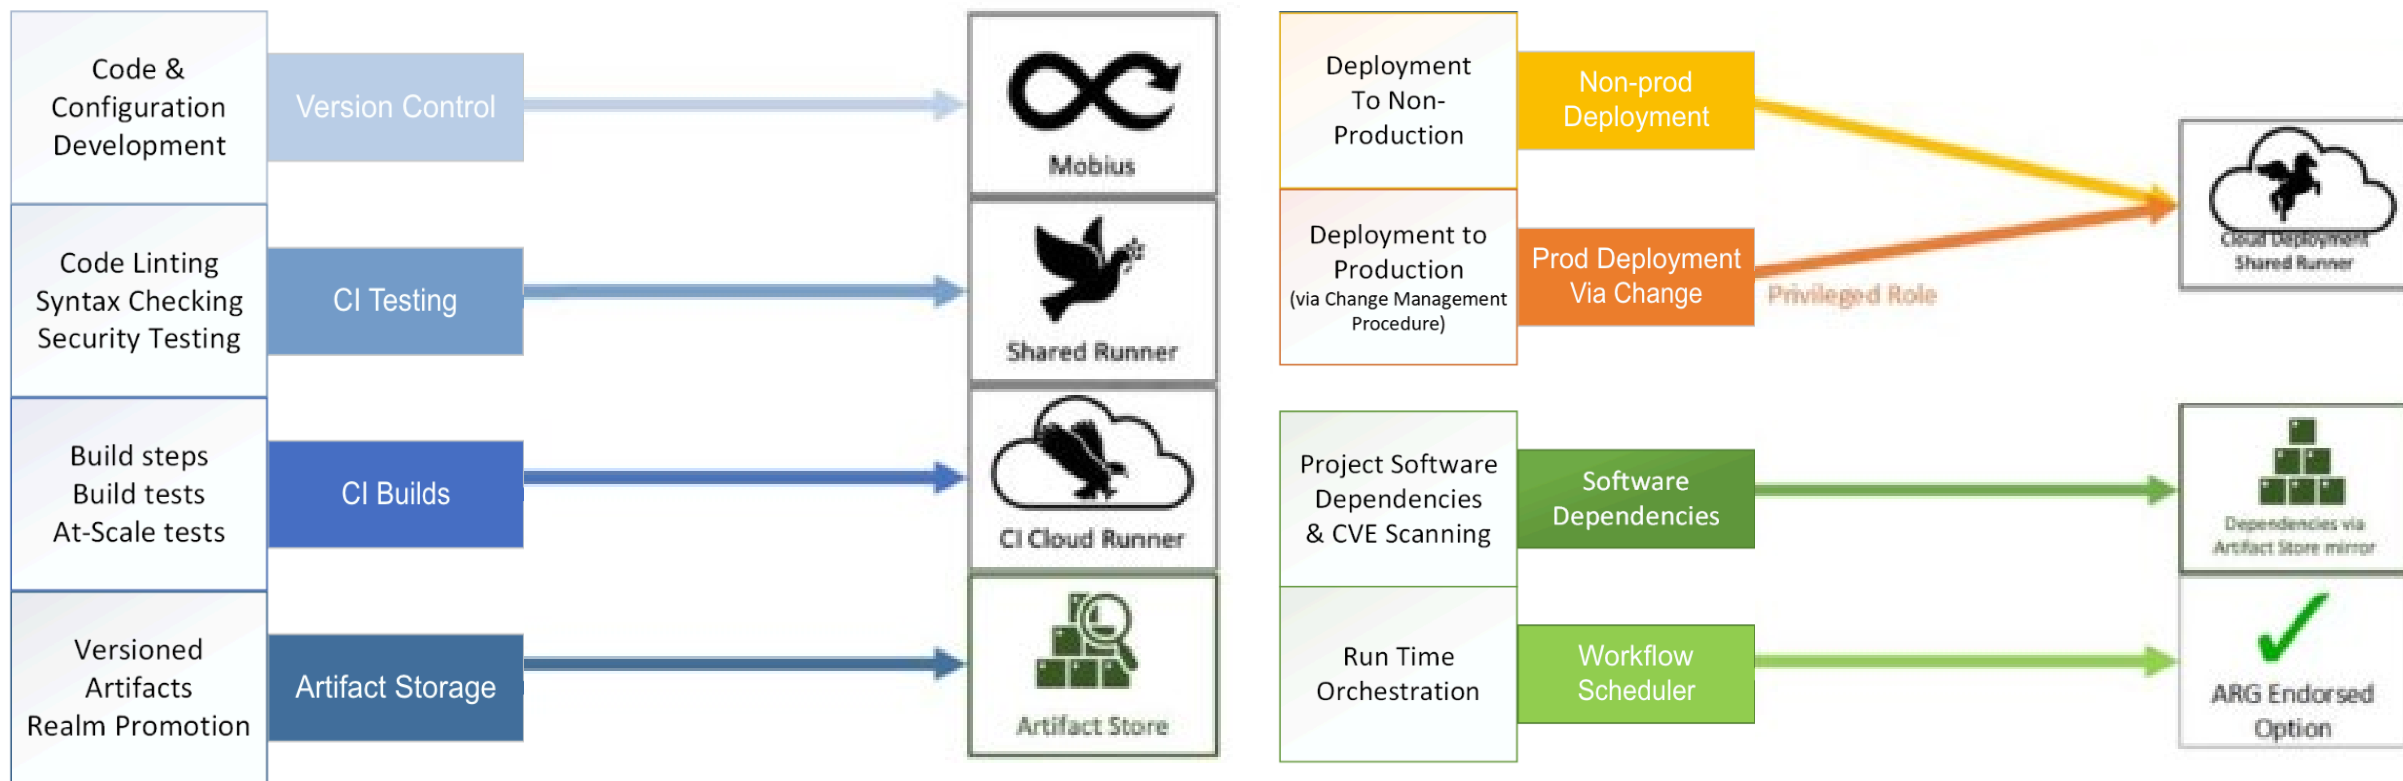 Code &
Configuration
Development
Version Control
Mobius
Code Linting
Syntax Checking
Security Testing
CI Testing
Shared Runner
Build steps
Build tests
At-Scale tests
CI Builds
CI Cloud Runner
Versioned
Artifacts
Realm Promotion
Artifact Storage
Artifact Store
Deployment
To Non-
Production
Non-prod
Deployment
Deployment to
Production
(via Change Management
Procedure)
Prod Deployment
Via Change
Privileged Role
Cloud Deployment
Shared Runner
Project Software
Dependencies
& CVE Scanning
Software
Dependencies
Dependencies via
Artifact Store mirror
Run Time
Orchestration
Workflow
Scheduler
ARG Endorsed
Option